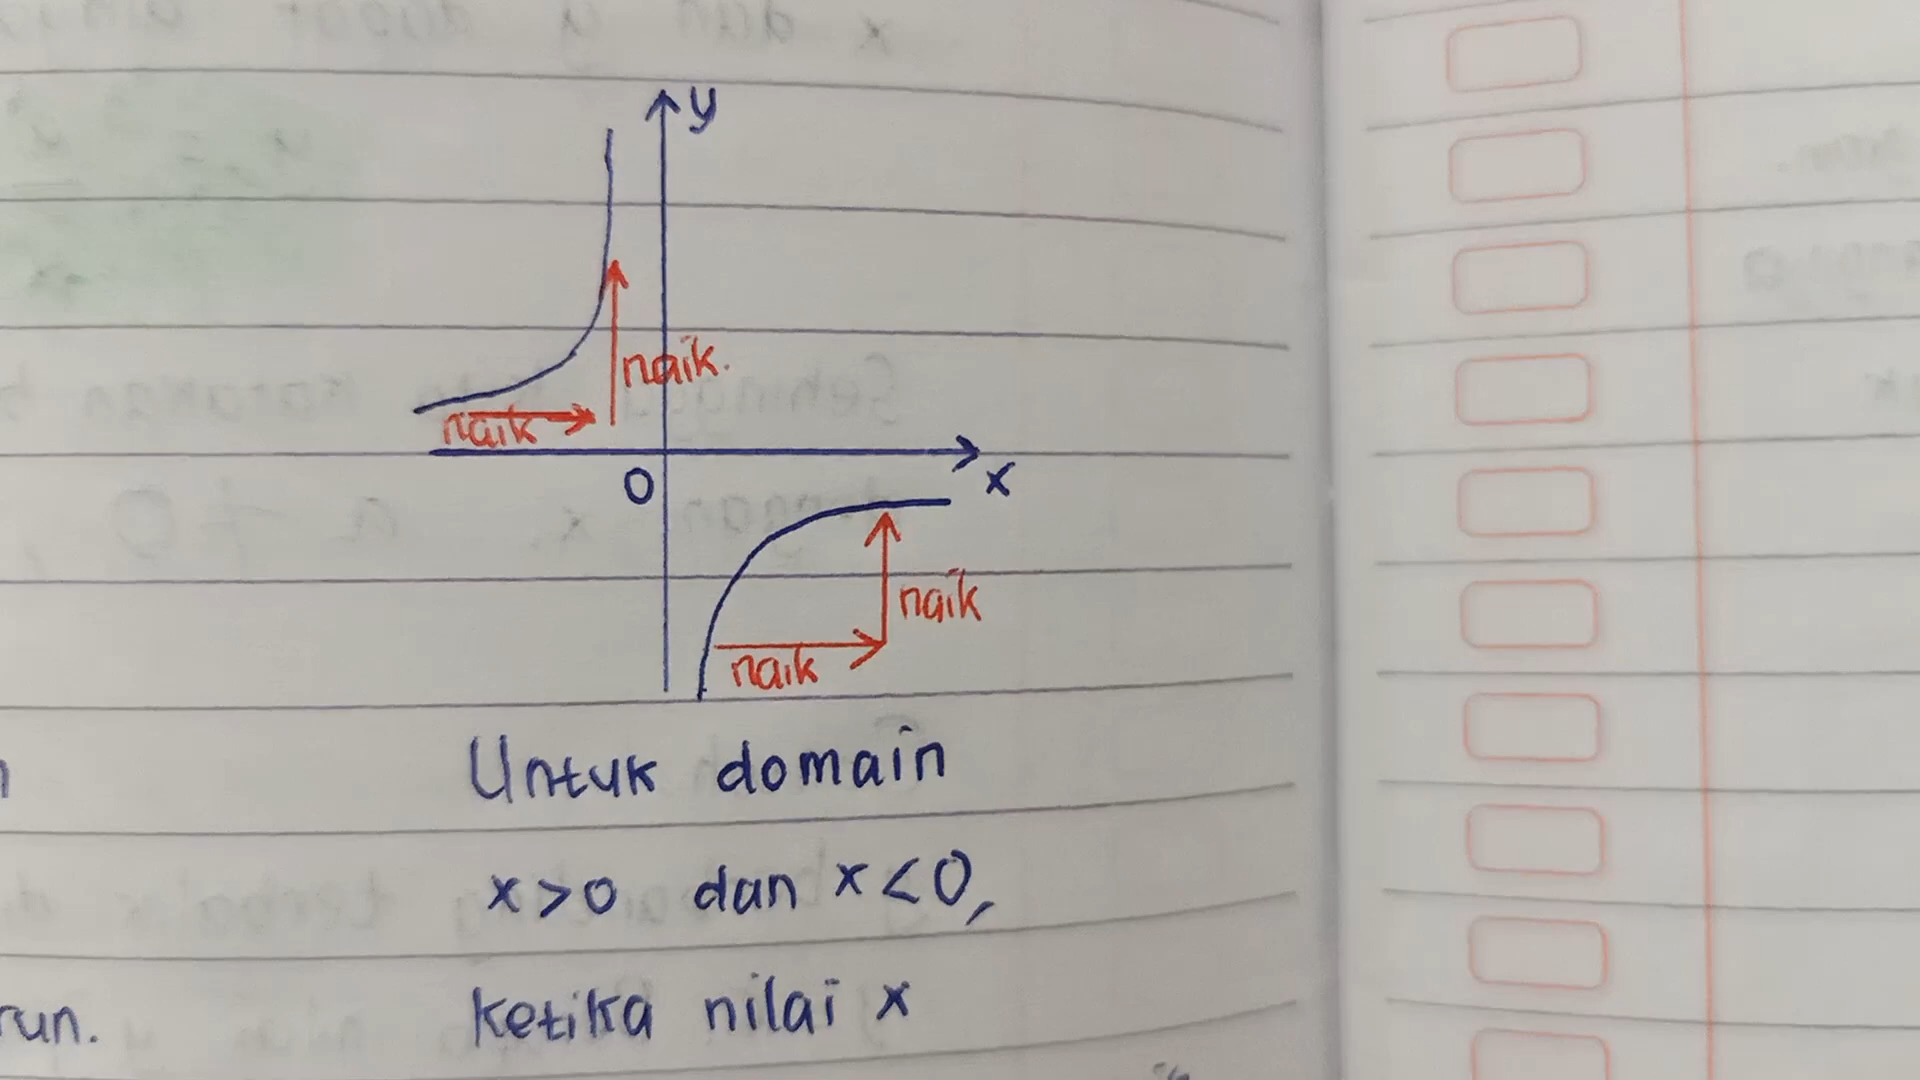 y
naik.
naik
0
x
naik
naik
Untuk domain
x > 0 dan x < 0,
run. ketika nilai x